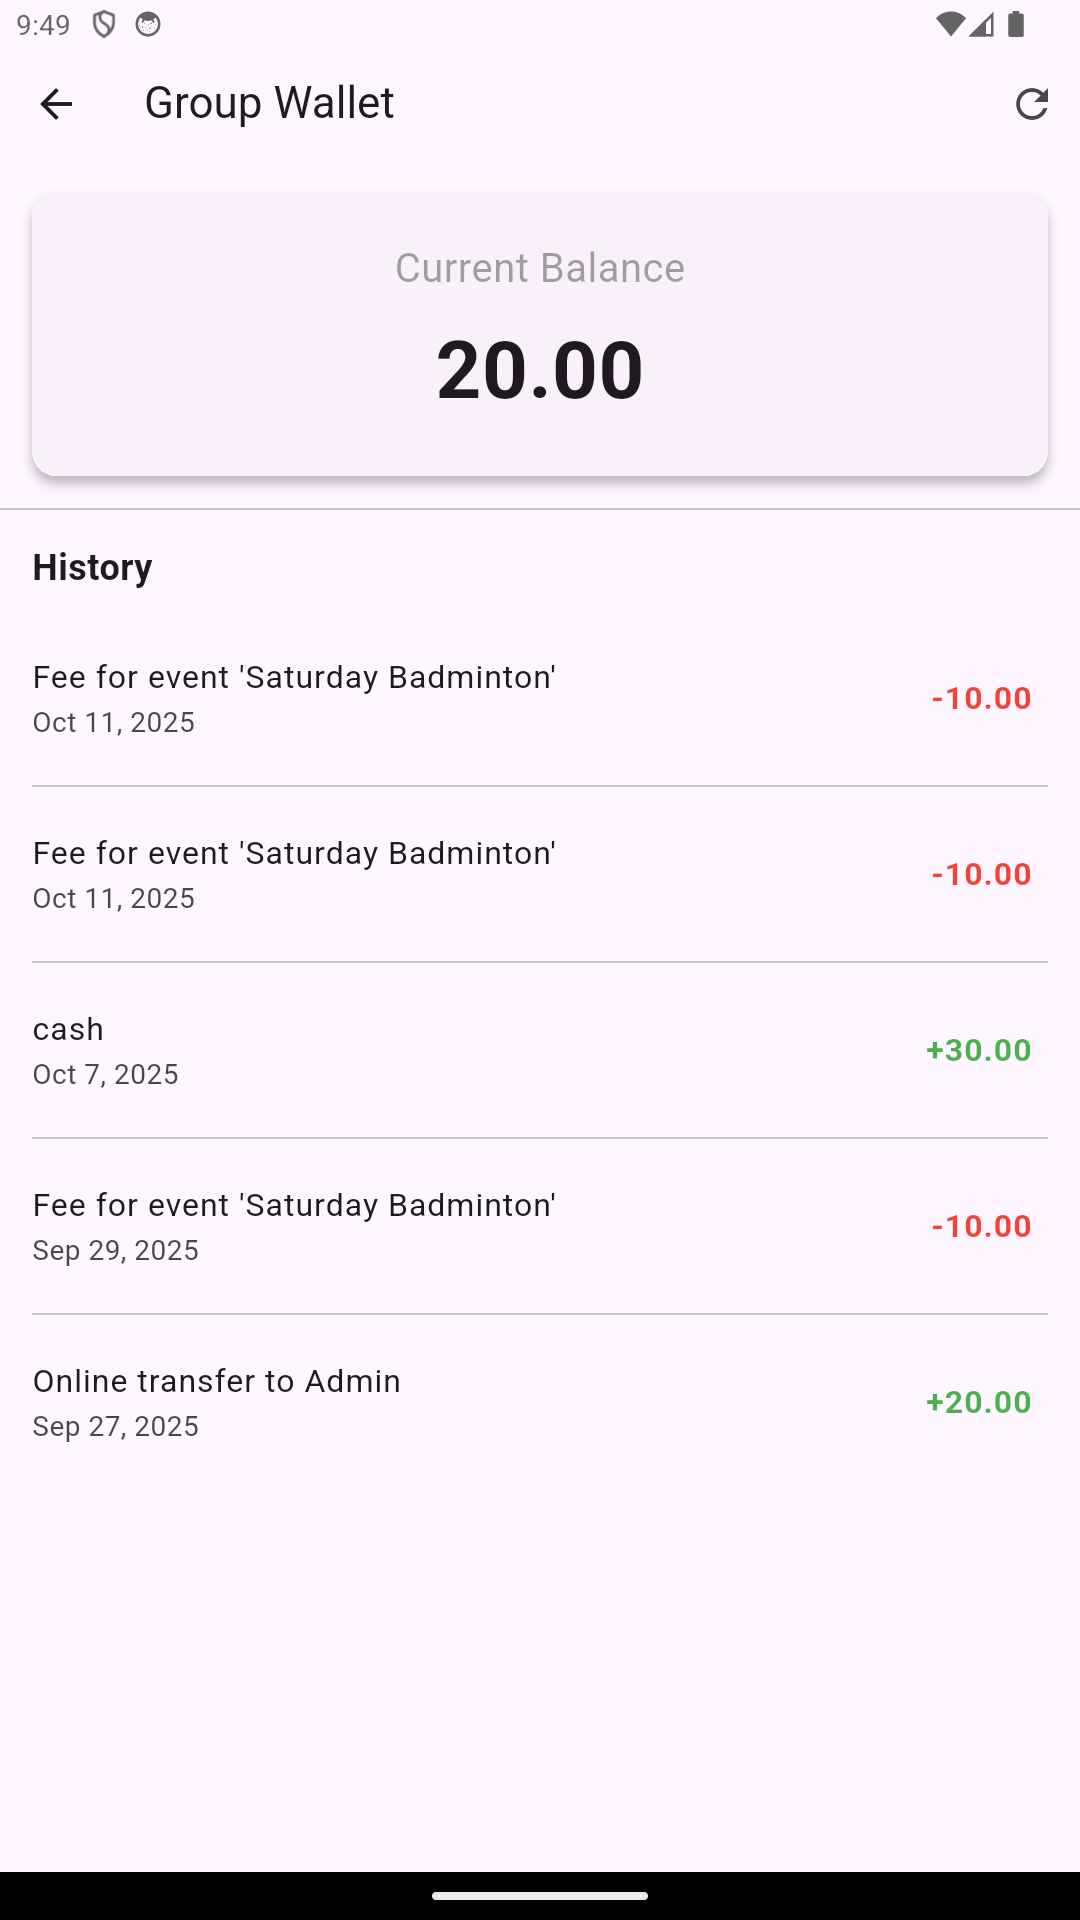 9:49
Group Wallet
Current Balance
20.00
History
Fee for event 'Saturday Badminton'
Oct 11, 2025
-10.00
Fee for event 'Saturday Badminton'
Oct 11, 2025
-10.00
cash
Oct 7, 2025
+30.00
Fee for event 'Saturday Badminton'
Sep 29, 2025
-10.00
Online transfer to Admin
Sep 27, 2025
+20.00